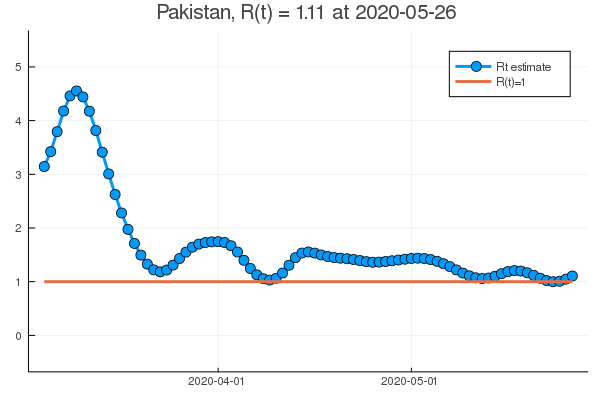 Pakistan, R(t) = 1.11 at 2020-05-26
Rt estimate
R(t)=1
5
4
3
2
1
0
2020-04-01
2020-05-01